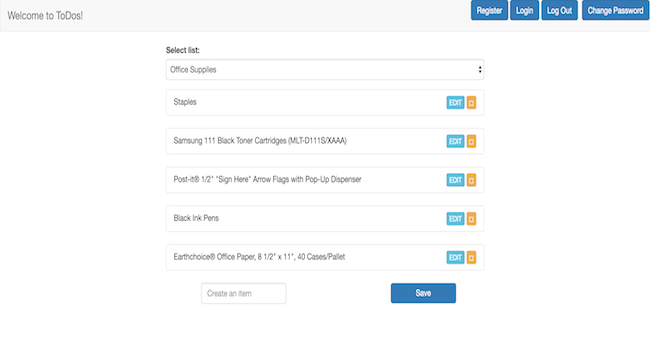 Welcome to ToDos!
Register
Login
Log Out
Change Password
Select list:
Office Supplies
Staples
EDIT
Samsung 111 Black Toner Cartridges (MLT-D111S/XAAA)
EDIT
Post-it® 1/2" "Sign Here" Arrow Flags with Pop-Up Dispenser
EDIT
Black Ink Pens
EDIT
Earthchoice® Office Paper, 8 1/2" x 11", 40 Cases/Pallet
EDIT
Create an item
Save